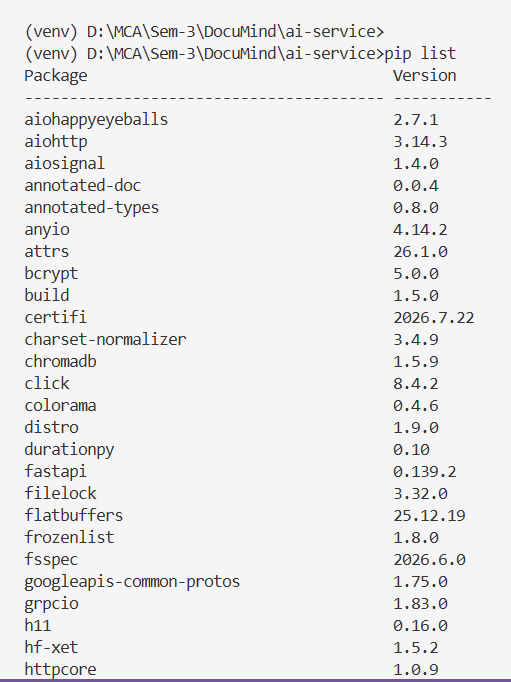 (venv) D:\MCA\Sem-3\DocuMind\ai-service>
(venv) D:\MCA\Sem-3\DocuMind\ai-service>pip list
Package                                  Version
---------------------------------------- -----------
aiohappyeyeballs                         2.7.1
aiohttp                                  3.14.3
aiosignal                                1.4.0
annotated-doc                            0.0.4
annotated-types                          0.8.0
anyio                                    4.14.2
attrs                                    26.1.0
bcrypt                                   5.0.0
build                                    1.5.0
certifi                                  2026.7.22
charset-normalizer                       3.4.9
chromadb                                 1.5.9
click                                    8.4.2
colorama                                 0.4.6
distro                                   1.9.0
durationpy                               0.10
fastapi                                  0.139.2
filelock                                 3.32.0
flatbuffers                              25.12.19
frozenlist                               1.8.0
fsspec                                   2026.6.0
googleapis-common-protos                 1.75.0
grpcio                                   1.83.0
h11                                      0.16.0
hf-xet                                   1.5.2
httpcore                                 1.0.9